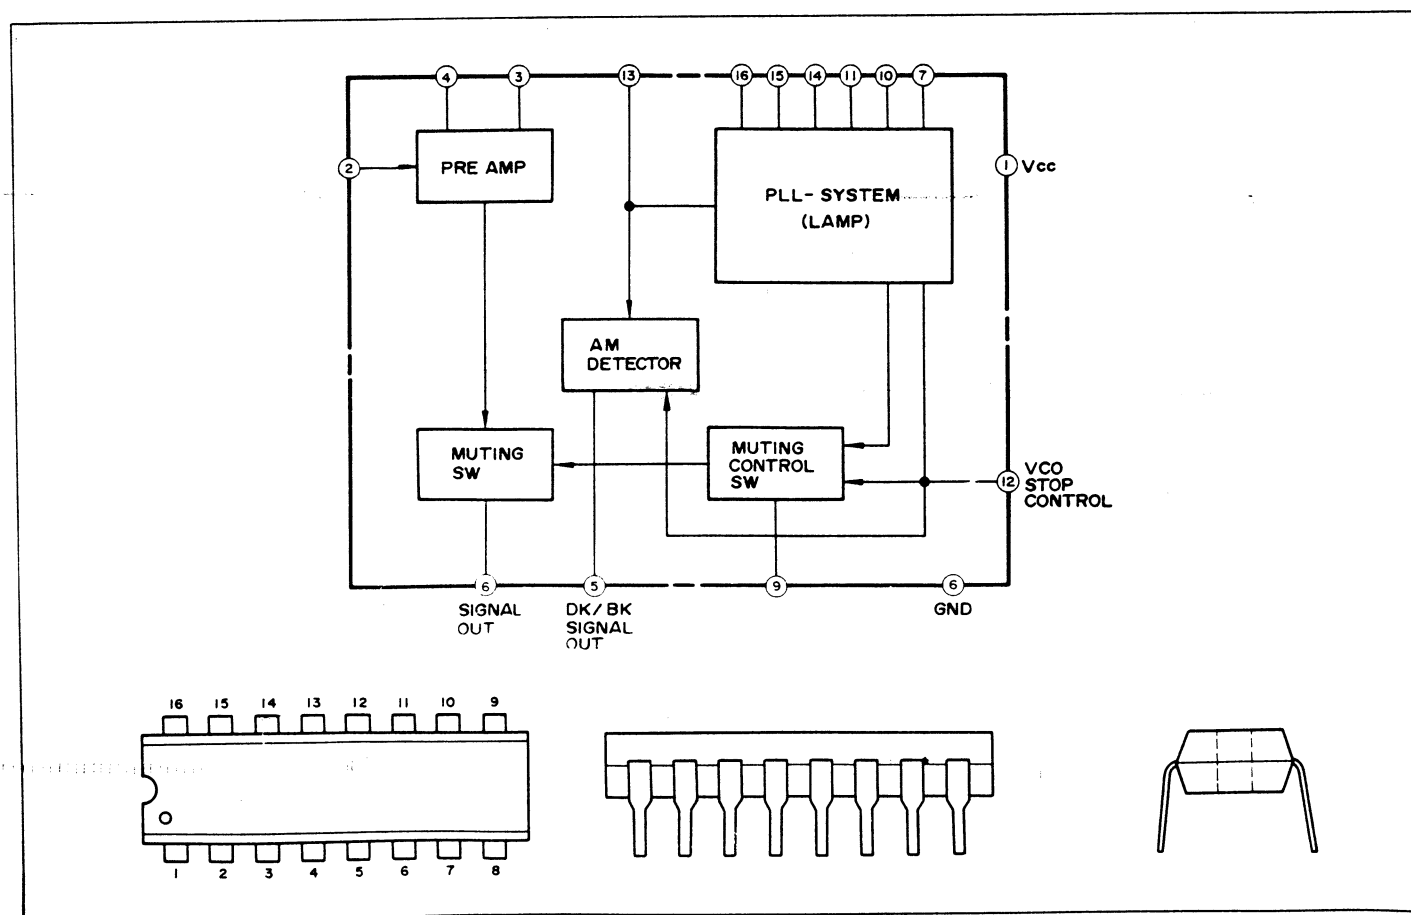 4 3 13 16 15 14 11 10 7
2
PRE AMP
PLL-SYSTEM
(LAMP)
1 Vcc
AM
DETECTOR
MUTING
SW
MUTING
CONTROL
SW
12
VCO
STOP
CONTROL
6
SIGNAL
OUT
5
DK/BK
SIGNAL
OUT
9
6
GND
16 15 14 13 12 11 10 9
1 2 3 4 5 6 7 8